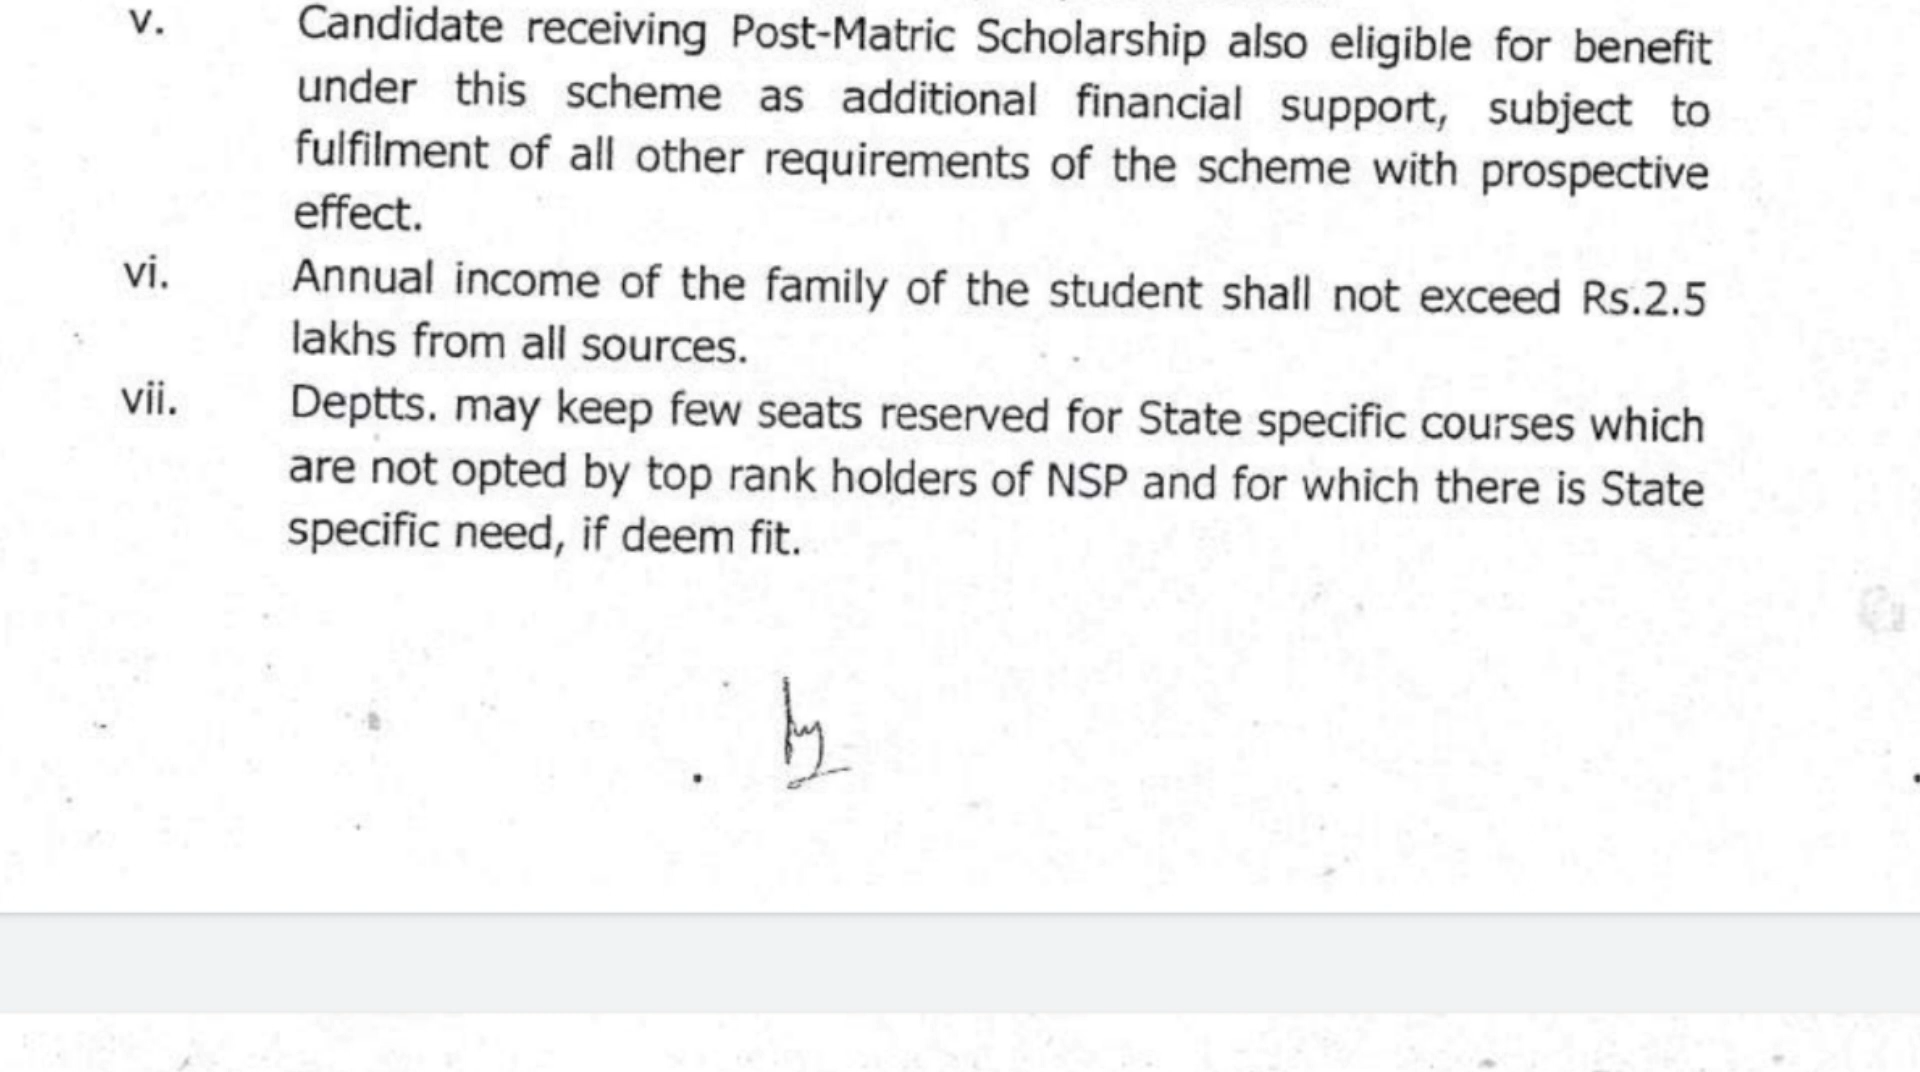 v. Candidate receiving Post-Matric Scholarship also eligible for benefit
under this scheme as additional financial support, subject to
fulfilment of all other requirements of the scheme with prospective
effect.
vi. Annual income of the family of the student shall not exceed Rs.2.5
lakhs from all sources.
vii. Deptts. may keep few seats reserved for State specific courses which
are not opted by top rank holders of NSP and for which there is State
specific need, if deem fit.